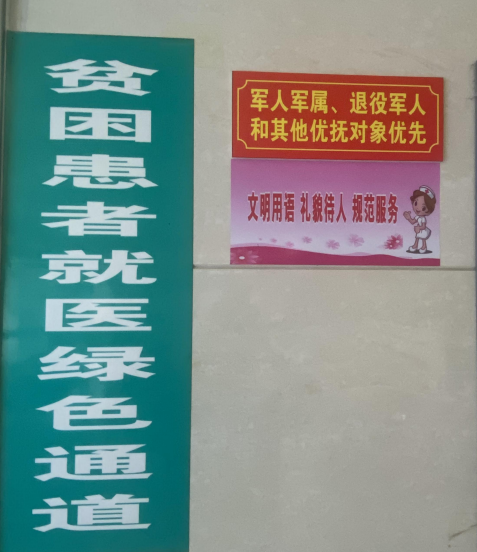 贫困患者就医绿色通道
军人军属、退役军人
和其他优抚对象优先
文明用语 礼貌待人 规范服务